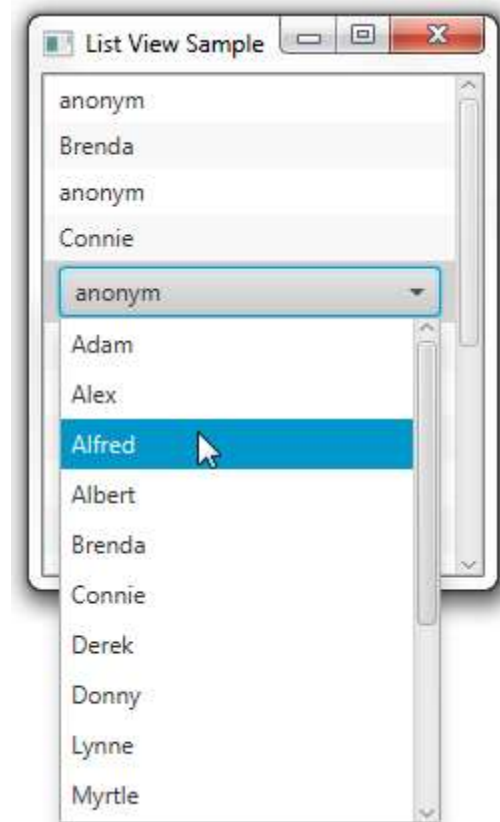 List View Sample
anonym
Brenda
anonym
Connie
anonym
Adam
Alex
Alfred
Albert
Brenda
Connie
Derek
Donny
Lynne
Myrtle